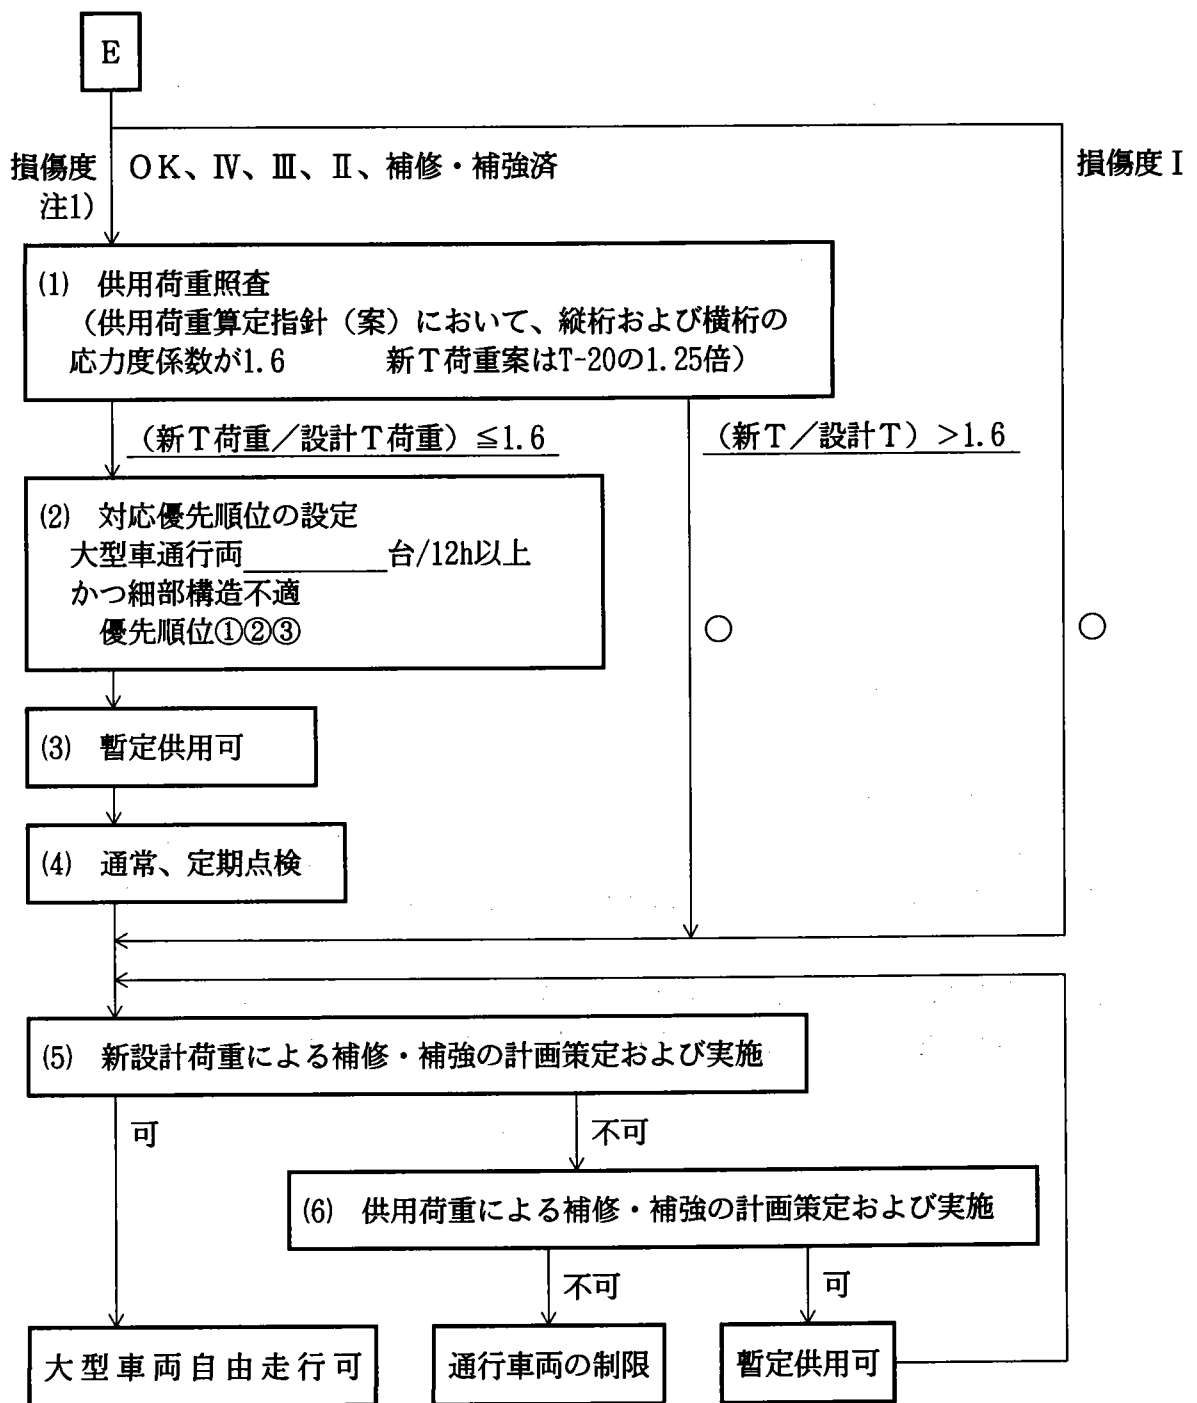 E
損傷度 OK、Ⅳ、Ⅲ、Ⅱ、補修・補強済
注1)
損傷度Ⅰ
(1) 供用荷重照査
（供用荷重算定指針（案）において、縦桁および横桁の
応力度係数が1.6 新T荷重案はT-20の1.25倍）
（新T荷重／設計T荷重）≦1.6
（新T／設計T）＞1.6
(2) 対応優先順位の設定
大型車通行両________台/12h以上
かつ細部構造不適
優先順位①②③
○
○
(3) 暫定供用可
(4) 通常、定期点検
(5) 新設計荷重による補修・補強の計画策定および実施
可
不可
(6) 供用荷重による補修・補強の計画策定および実施
不可
可
大型車両自由走行可
通行車両の制限
暫定供用可